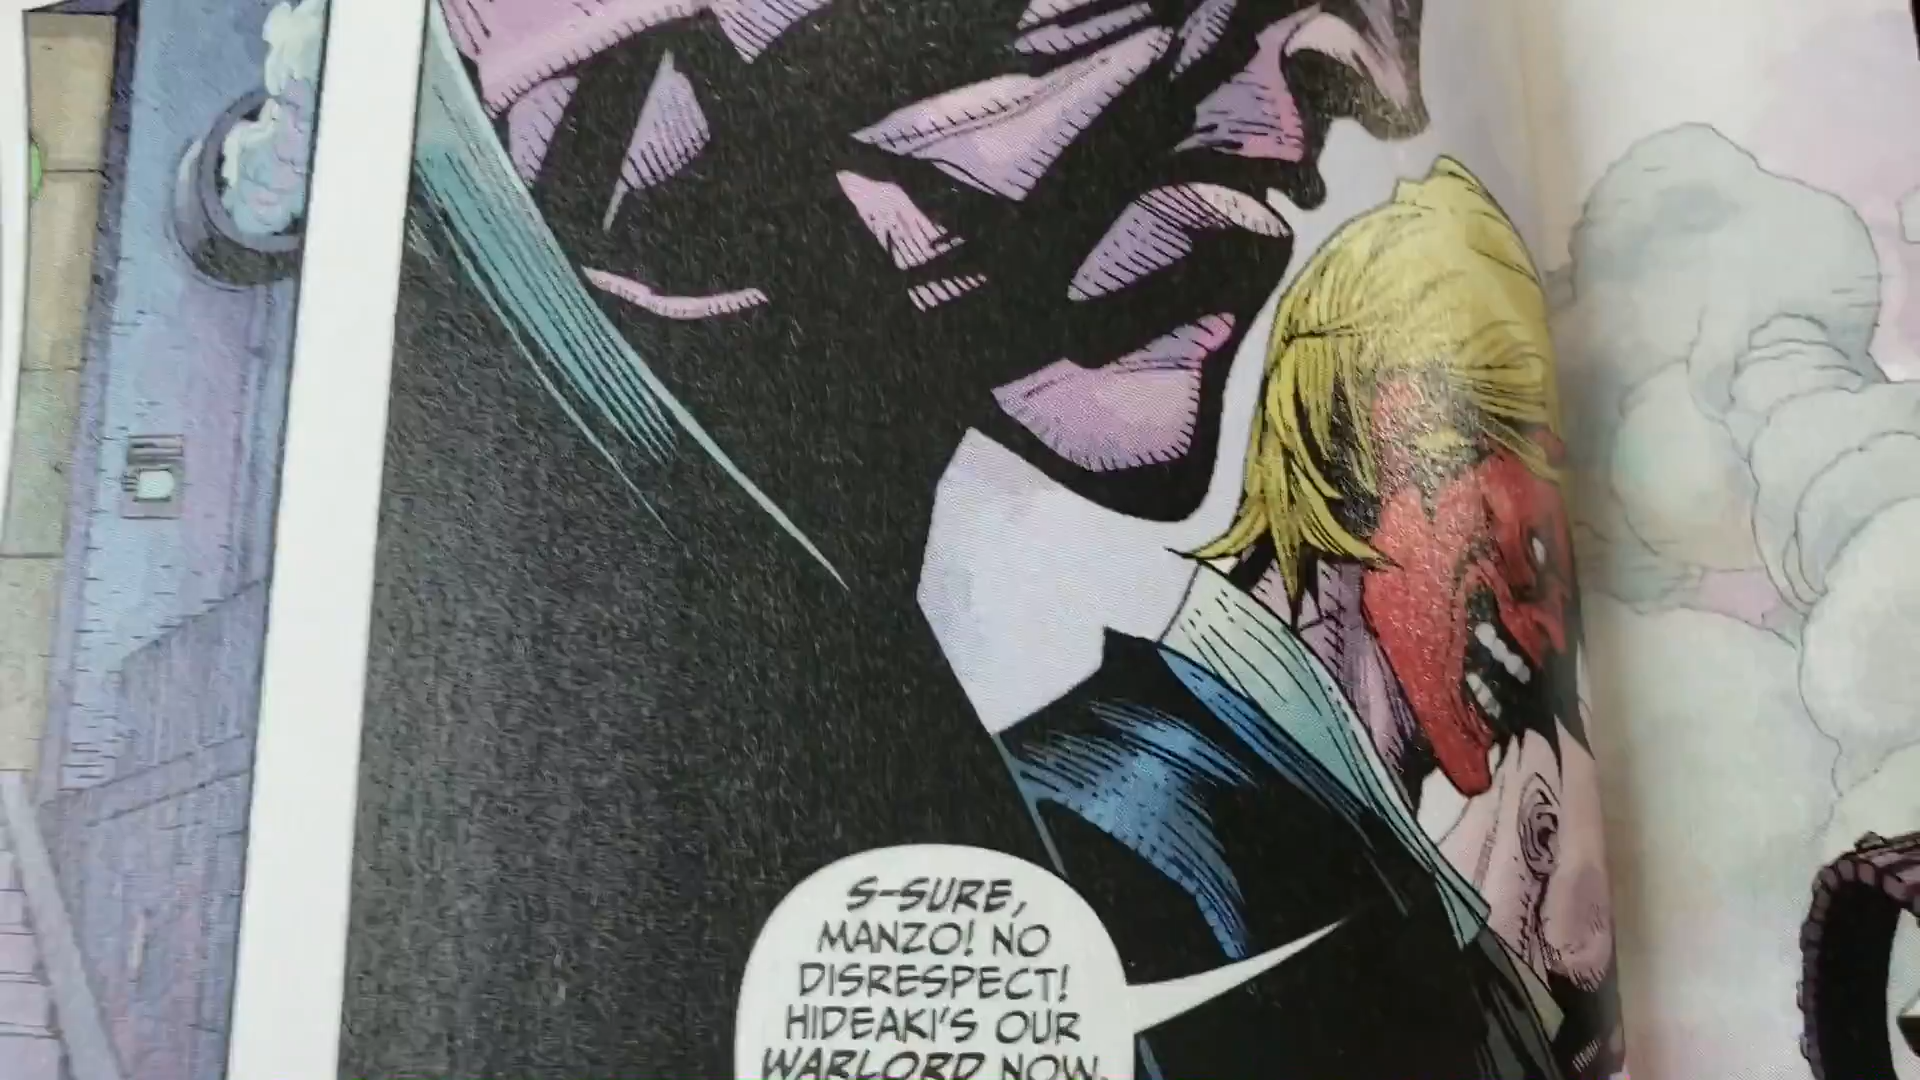 S-SURE,
MANZO! NO
DISRESPECT!
HIDEAKI'S OUR
WARLORD NOW.